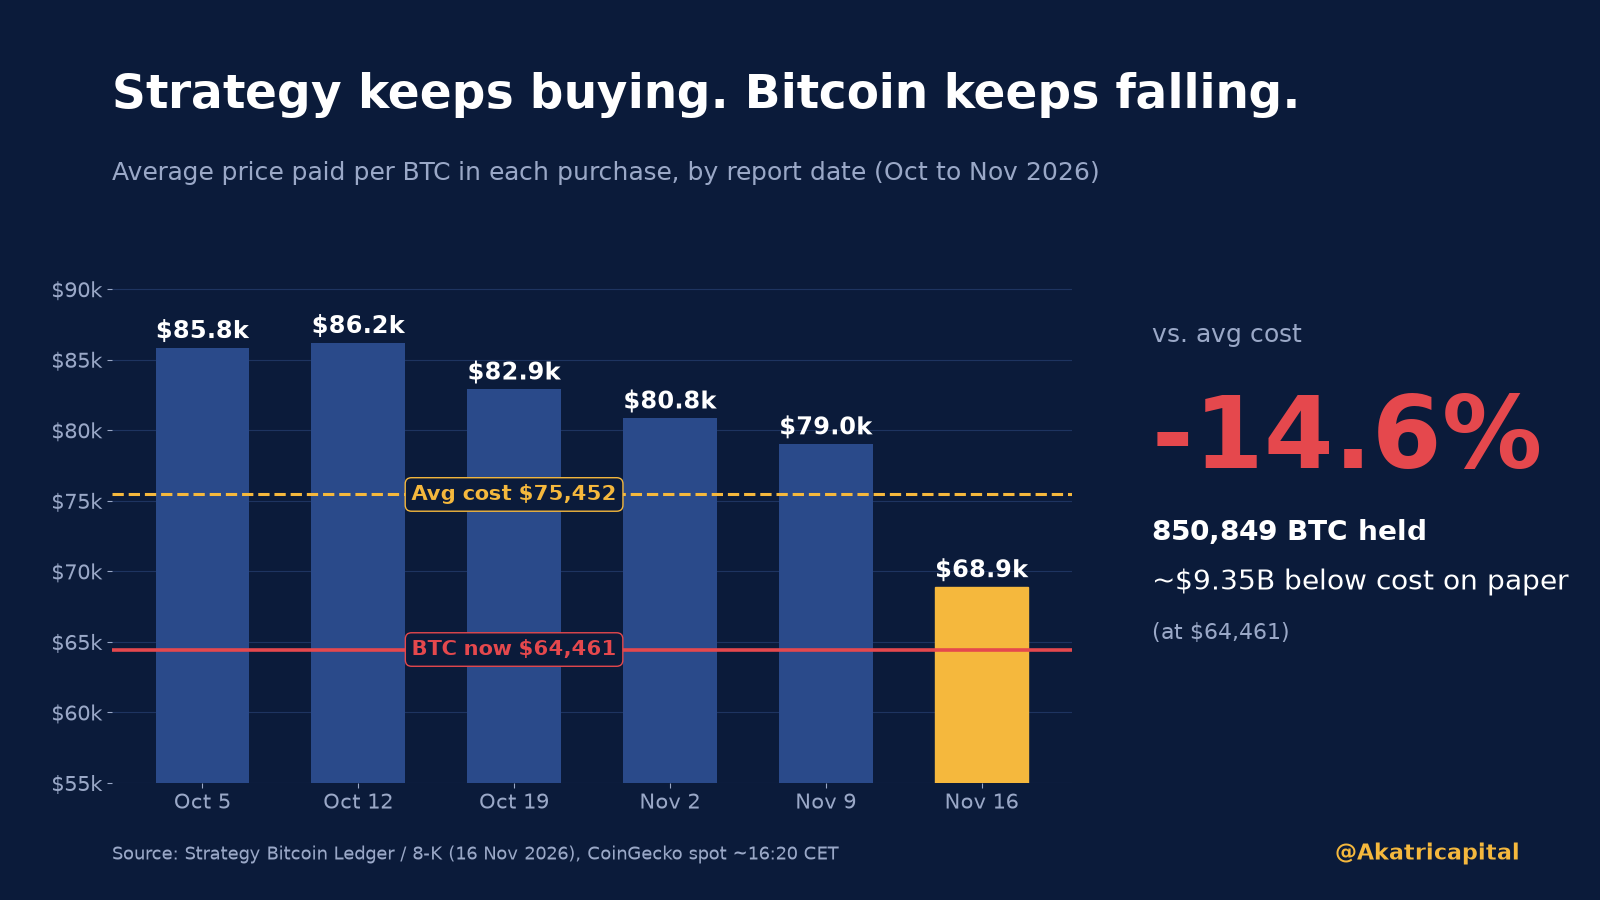 Strategy keeps buying. Bitcoin keeps falling.
Average price paid per BTC in each purchase, by report date (Oct to Nov 2026)
$90k
$85k
$80k
$75k
$70k
$65k
$60k
$55k
$85.8k
$86.2k
$82.9k
$80.8k
$79.0k
$68.9k
Avg cost $75,452
BTC now $64,461
Oct 5
Oct 12
Oct 19
Nov 2
Nov 9
Nov 16
vs. avg cost
-14.6%
850,849 BTC held
~$9.35B below cost on paper
(at $64,461)
Source: Strategy Bitcoin Ledger / 8-K (16 Nov 2026), CoinGecko spot ~16:20 CET
@Akatricapital